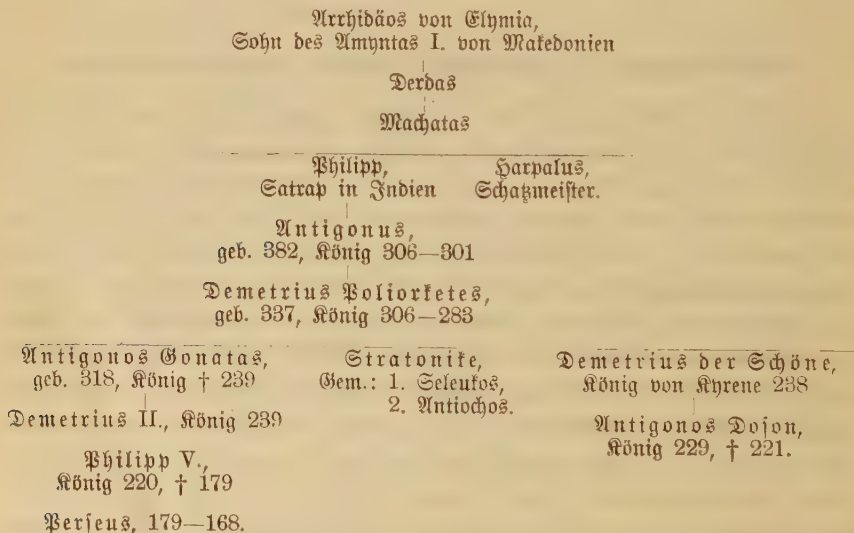 Arrhidäos von Elymia,
Sohn des Amyntas I. von Makedonien
Derdas
Machatas
Philipp,
Satrap in Indien
Harpalus,
Schatzmeister.
Antigonus,
geb. 382, König 306—301
Demetrius Poliorketes,
geb. 337, König 306—283
Antigonos Gonatas,
geb. 318, König † 239
Demetrius II., König 239
Philipp V.,
König 220, † 179
Perseus, 179—168.
Stratonike,
Gem.: 1. Seleukos,
2. Antiochos.
Demetrius der Schöne,
König von Kyrene 238
Antigonos Doson,
König 229, † 221.